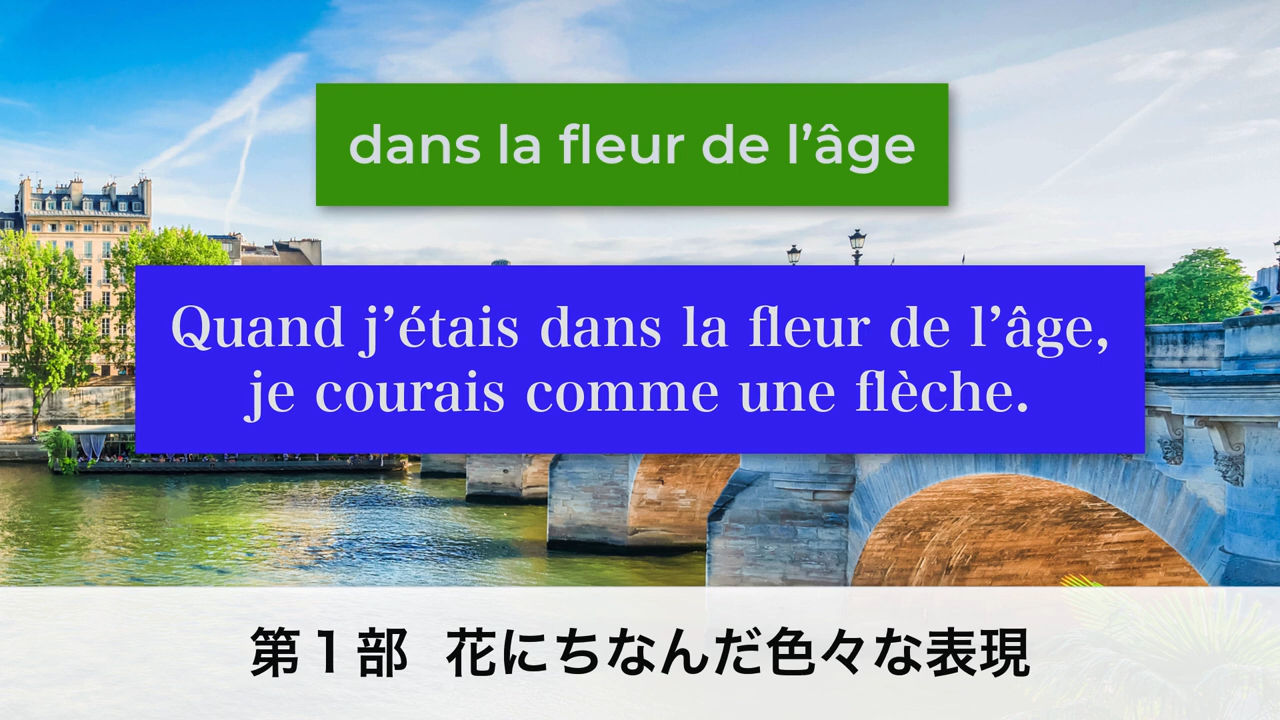 dans la fleur de l’âge
Quand j’étais dans la fleur de l’âge,
je courais comme une flèche.
第１部 花にちなんだ色々な表現